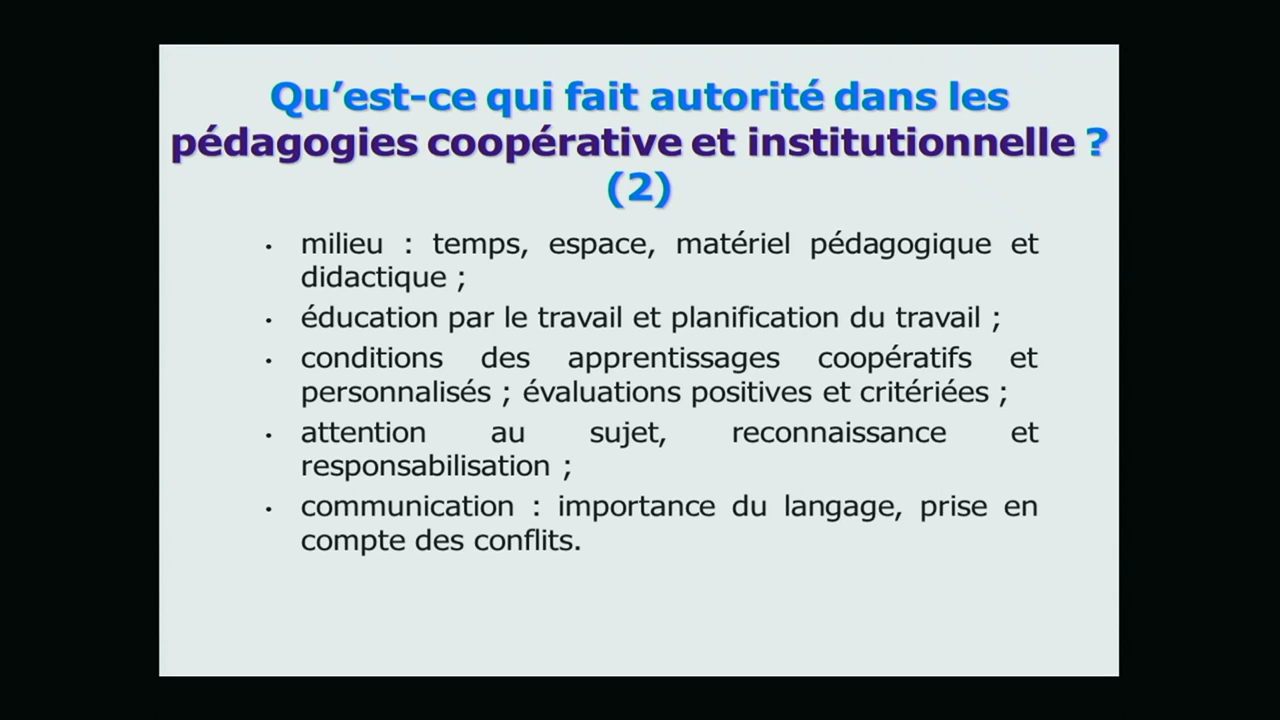 Qu’est-ce qui fait autorité dans les
pédagogies coopérative et institutionnelle ?
(2)
• milieu : temps, espace, matériel pédagogique et
didactique ;
• éducation par le travail et planification du travail ;
• conditions des apprentissages coopératifs et
personnalisés ; évaluations positives et critériées ;
• attention au sujet, reconnaissance et
responsabilisation ;
• communication : importance du langage, prise en
compte des conflits.